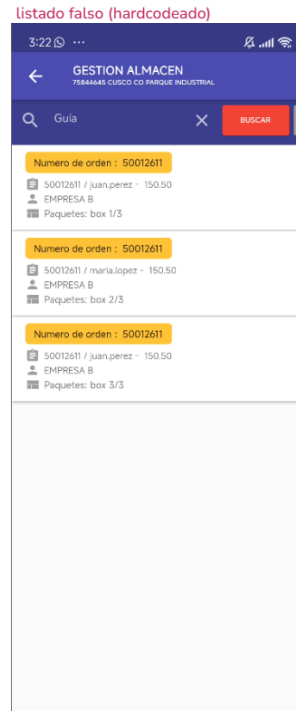 listado falso (hardcodeado)
3:22 ...
GESTION ALMACEN
75844645 CUSCO CO PARQUE INDUSTRIAL
Guia
BUSCAR
Numero de orden : 50012611
50012611 / juan.perez - 150.50
EMPRESA B
Paquetes: box 1/3
Numero de orden : 50012611
50012611 / maria.lopez - 150.50
EMPRESA B
Paquetes: box 2/3
Numero de orden : 50012611
50012611 / juan.perez - 150.50
EMPRESA B
Paquetes: box 3/3